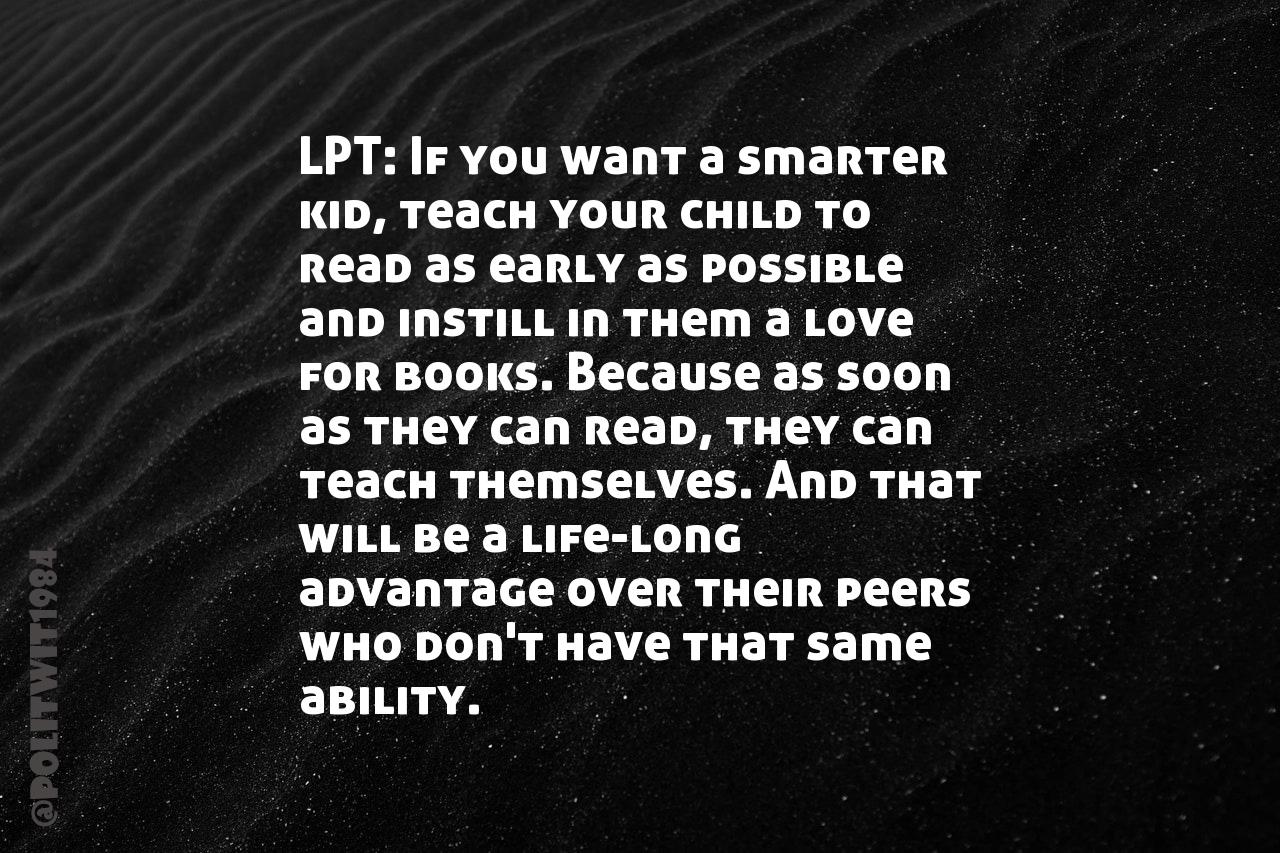 LPT: If you want a smarter
kid, teach your child to
read as early as possible
and instill in them a love
for books. Because as soon
as they can read, they can
teach themselves. And that
will be a life-long
advantage over their peers
who don't have that same
ability.
@POLITWIT1984